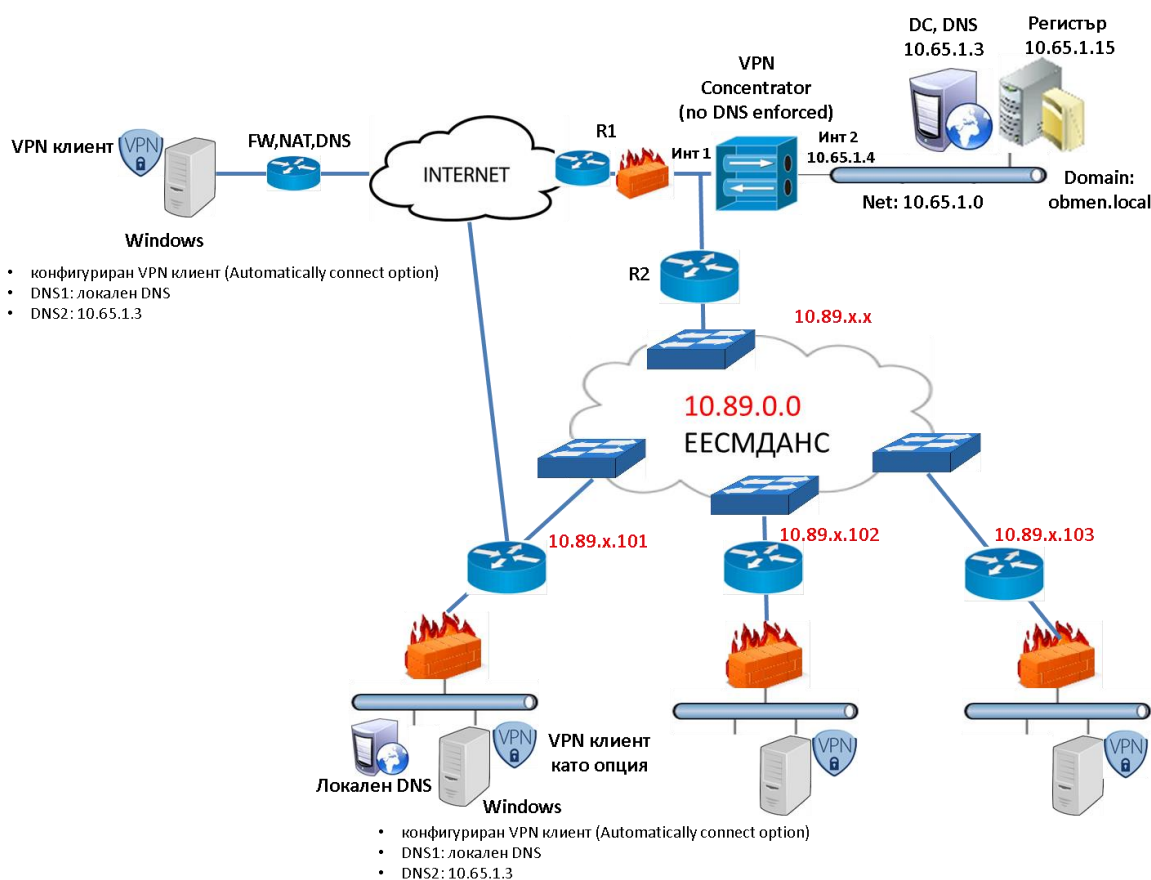 DC, DNS
10.65.1.3
Регистър
10.65.1.15
VPN
Concentrator
(no DNS enforced)
VPN клиент
VPN
FW,NAT,DNS
INTERNET
R1
Инт 1
Инт 2
10.65.1.4
Net: 10.65.1.0
Domain:
obmen.local
Windows
• конфигуриран VPN клиент (Automatically connect option)
• DNS1: локален DNS
• DNS2: 10.65.1.3
R2
10.89.x.x
10.89.0.0
ЕЕСМДАНС
10.89.x.101
10.89.x.102
10.89.x.103
Локален DNS
VPN
VPN клиент
като опция
VPN
VPN
Windows
• конфигуриран VPN клиент (Automatically connect option)
• DNS1: локален DNS
• DNS2: 10.65.1.3